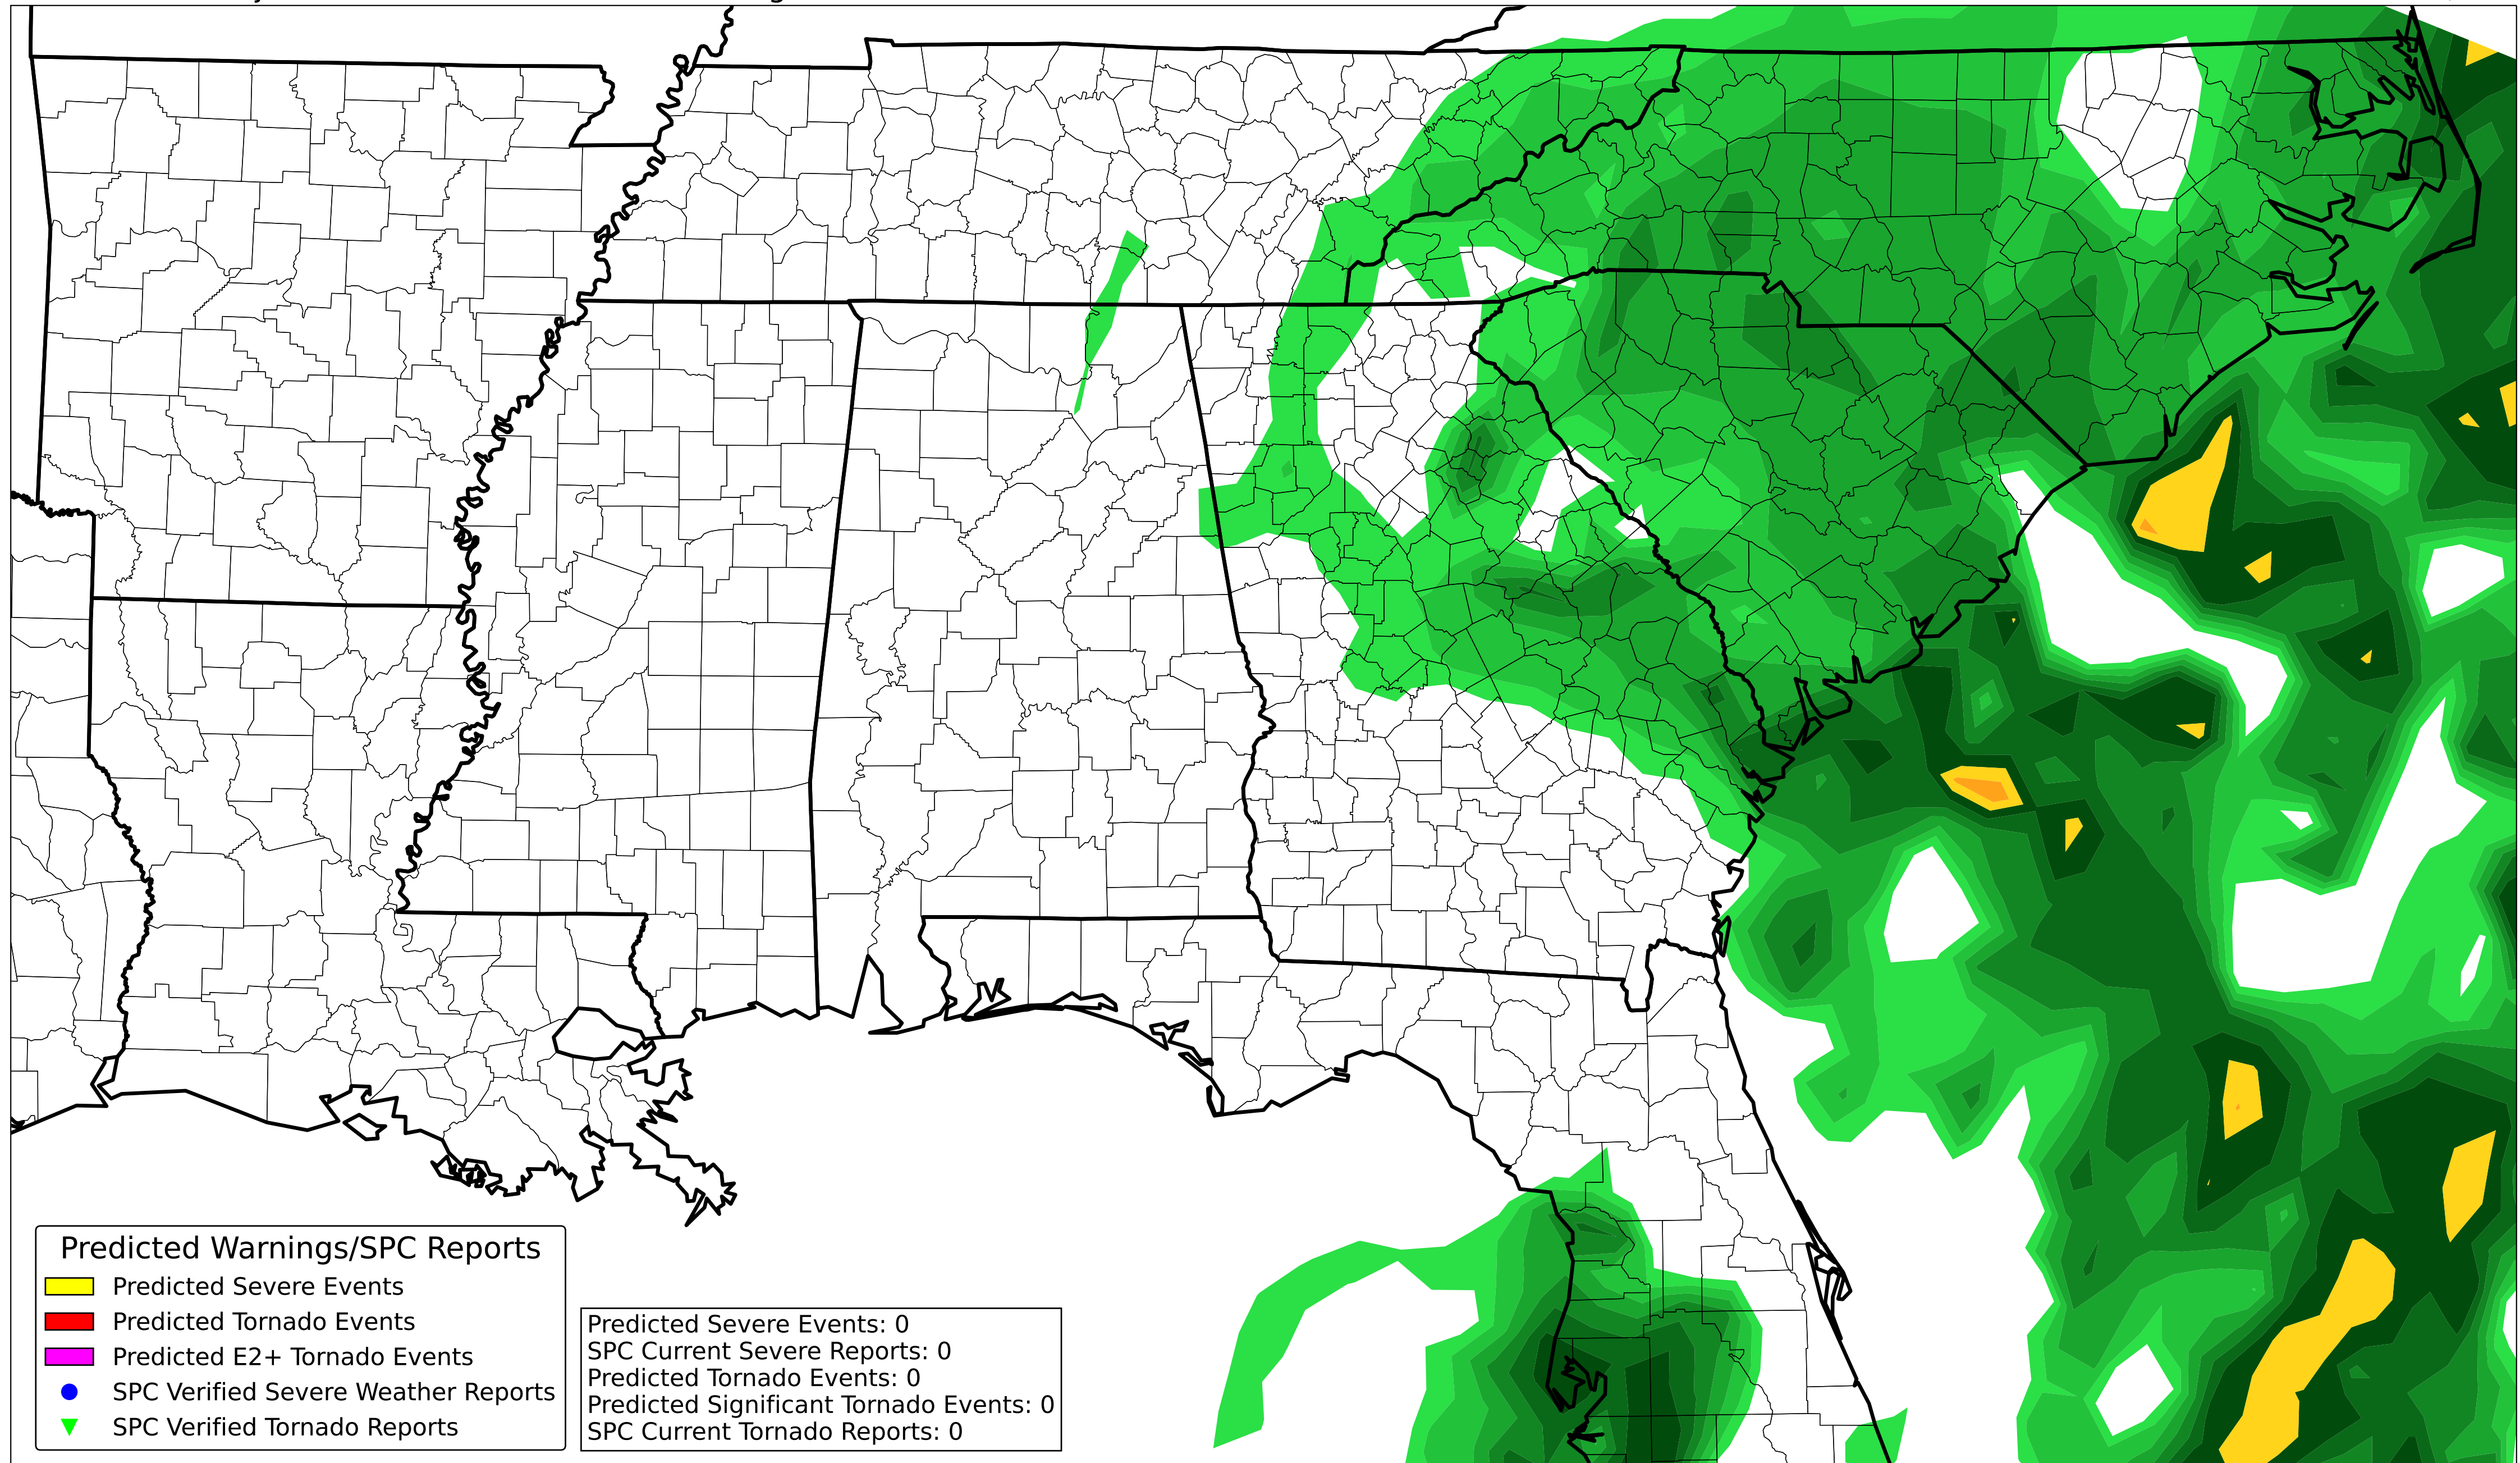 Predicted Warnings/SPC Reports
Predicted Severe Events
Predicted Tornado Events
Predicted E2+ Tornado Events
SPC Verified Severe Weather Reports
SPC Verified Tornado Reports
Predicted Severe Events: 0
SPC Current Severe Reports: 0
Predicted Tornado Events: 0
Predicted Significant Tornado Events: 0
SPC Current Tornado Reports: 0